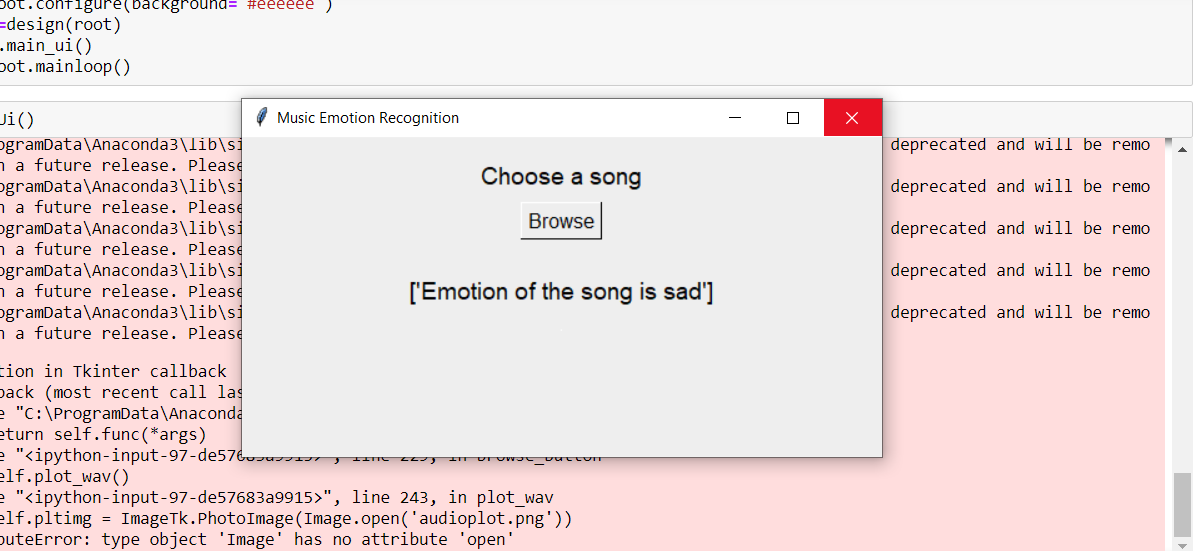 oot.configure(background="#eeeeee")
=design(root)
.main_ui()
oot.mainloop()
Ui()
Music Emotion Recognition
Choose a song
Browse
['Emotion of the song is sad']
ogramData\Anaconda3\lib\si deprecated and will be remo
n a future release. Please
ogramData\Anaconda3\lib\si deprecated and will be remo
n a future release. Please
ogramData\Anaconda3\lib\si deprecated and will be remo
n a future release. Please
ogramData\Anaconda3\lib\si deprecated and will be remo
n a future release. Please
ogramData\Anaconda3\lib\si deprecated and will be remo
n a future release. Please
tion in Tkinter callback
back (most recent call las
e "C:\ProgramData\Anaconda
eturn self.func(*args)
e "<ipython-input-97-de57683a9915>", line 229, in browse_button
elf.plot_wav()
e "<ipython-input-97-de57683a9915>", line 243, in plot_wav
elf.pltimg = ImageTk.PhotoImage(Image.open('audioplot.png'))
buteError: type object 'Image' has no attribute 'open'